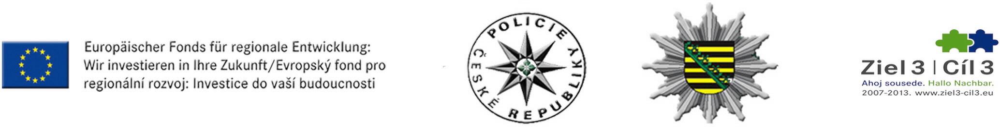 Europäischer Fonds für regionale Entwicklung:
Wir investieren in Ihre Zukunft/Evropský fond pro
regionální rozvoj: Investice do vaší budoucnosti
POLICIE
ČESKÉ REPUBLIKY
Ziel 3 | Cíl 3
Ahoj sousede. Hallo Nachbar.
2007-2013. www.ziel3-cil3.eu